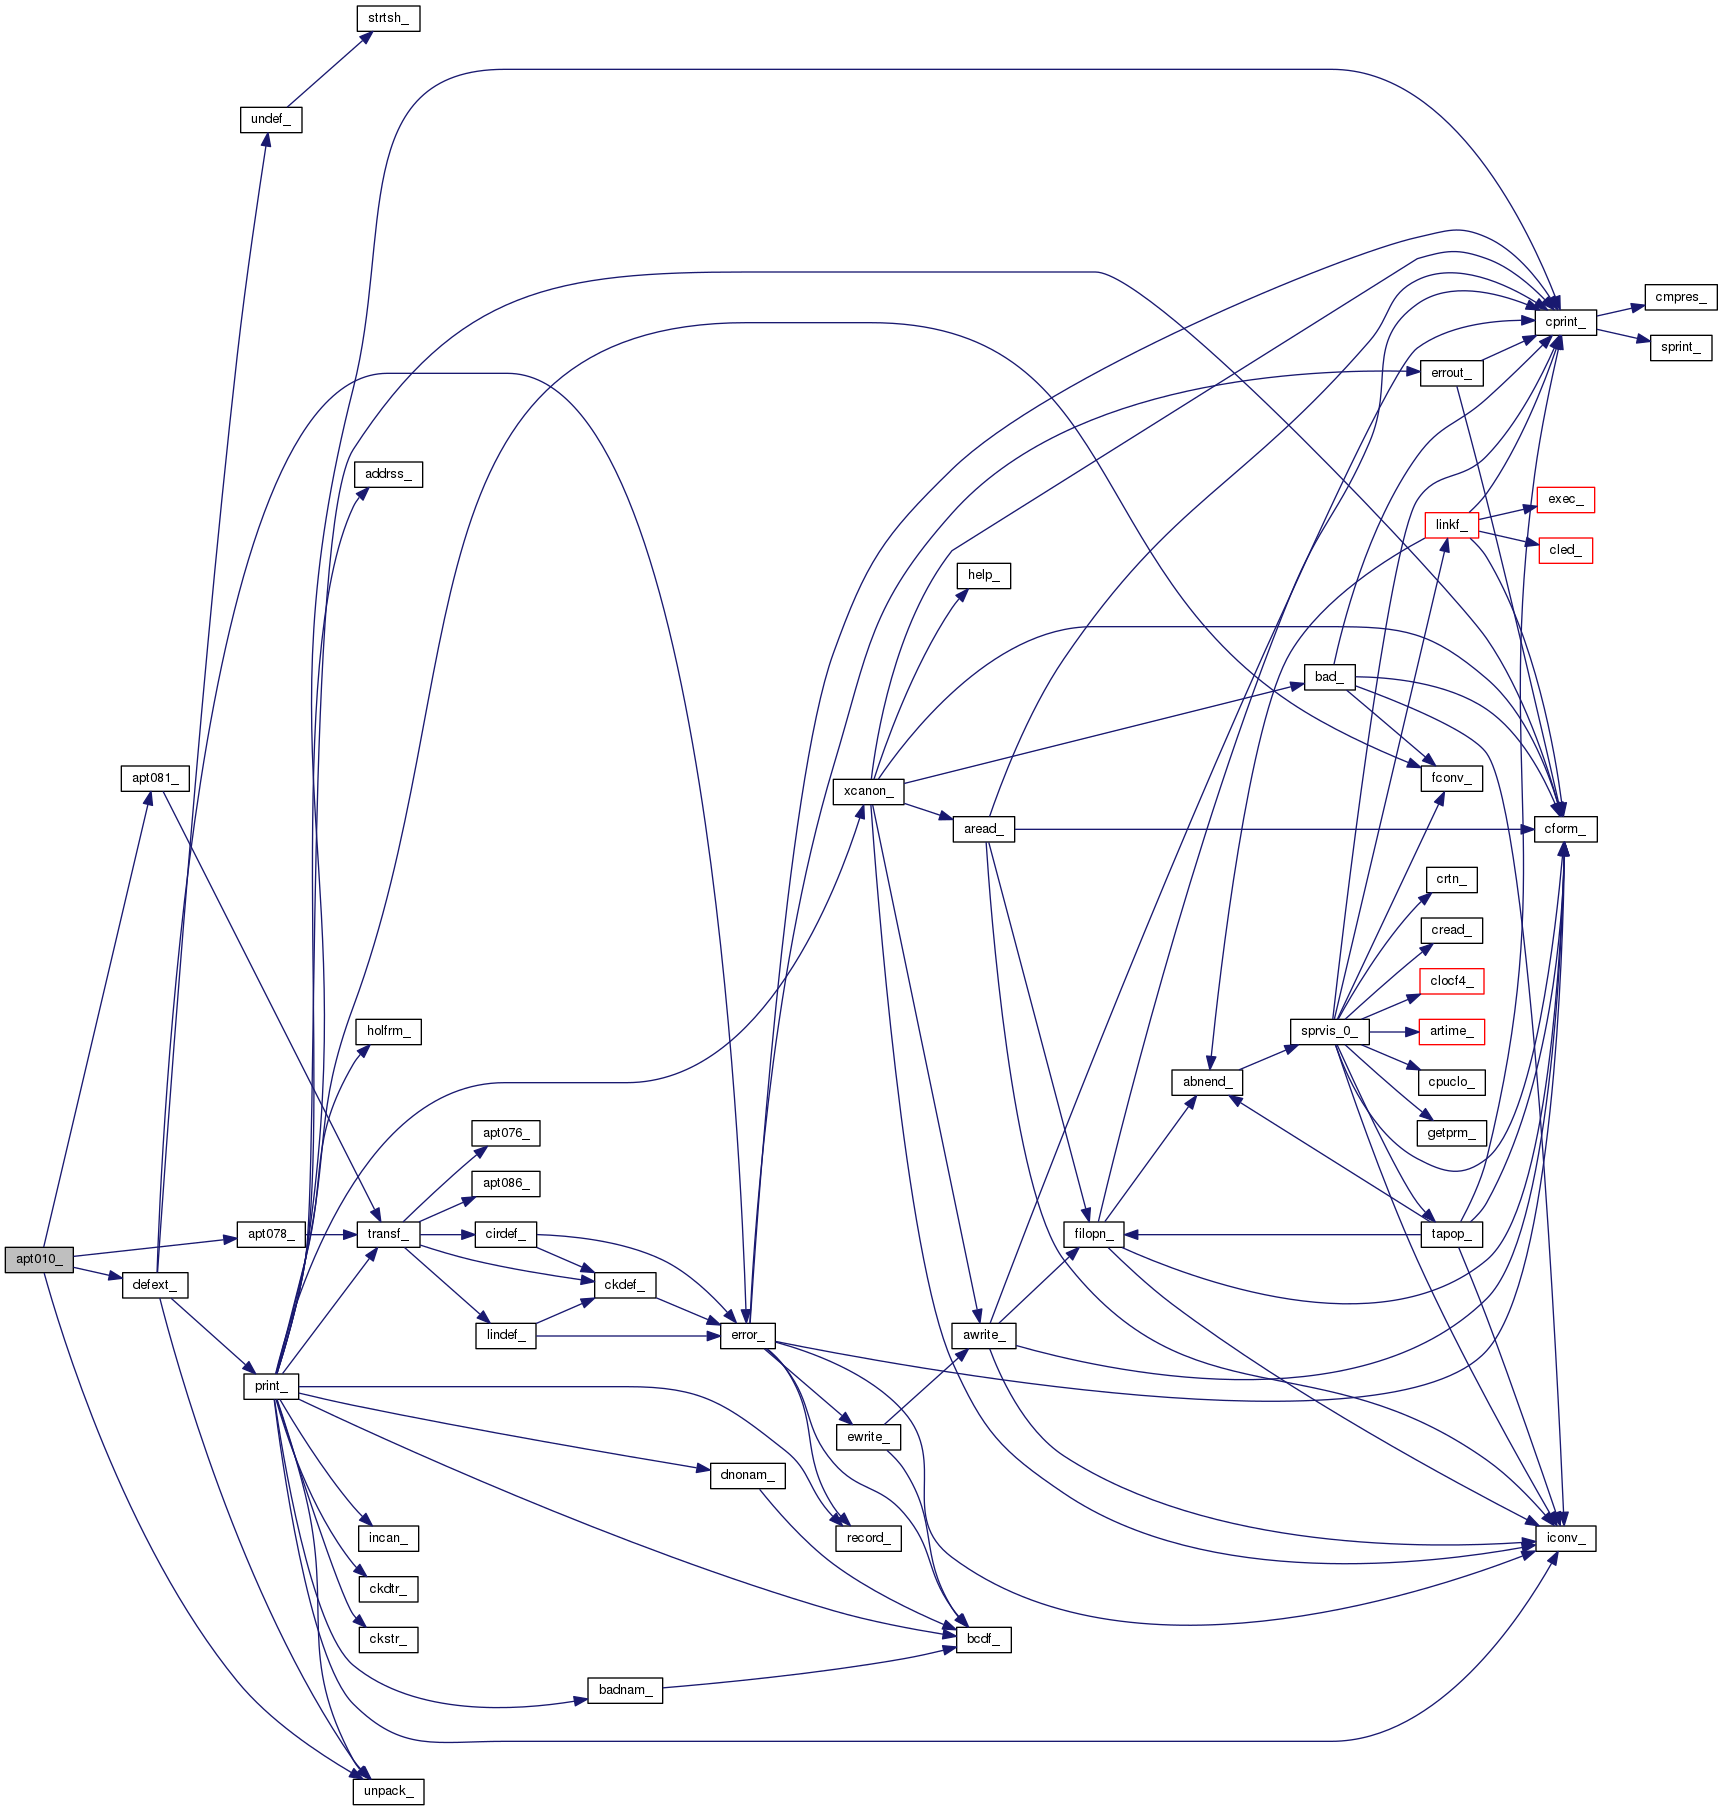 strtsh_
undef_
cmpres_
cprint_
sprint_
errout_
addrss_
exec_
linkf_
cled_
help_
bad_
apt081_
fconv_
xcanon_
aread_
cform_
crtn_
cread_
clocf4_
holfrm_
sprvis_0_
artime_
abnend_
cpuclo_
apt076_
getprm_
apt086_
apt078_
transf_
cirdef_
filopn_
tapop_
apt010_
defext_
ckdef_
lindef_
error_
awrite_
print_
ewrite_
dnonam_
incan_
record_
iconv_
ckdtr_
ckstr_
bcdf_
badnam_
unpack_